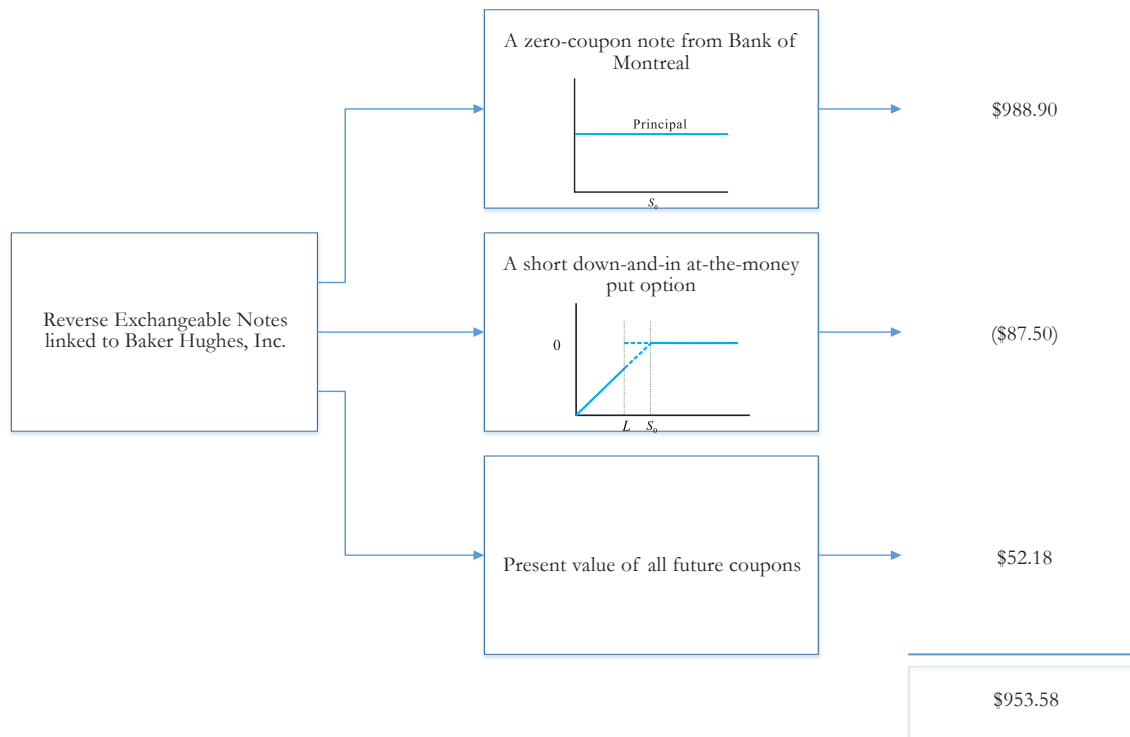 A zero-coupon note from Bank of
Montreal
Principal
S₀
$988.90
Reverse Exchangeable Notes
linked to Baker Hughes, Inc.
A short down-and-in at-the-money
put option
0
L S₀
($87.50)
Present value of all future coupons
$52.18
$953.58